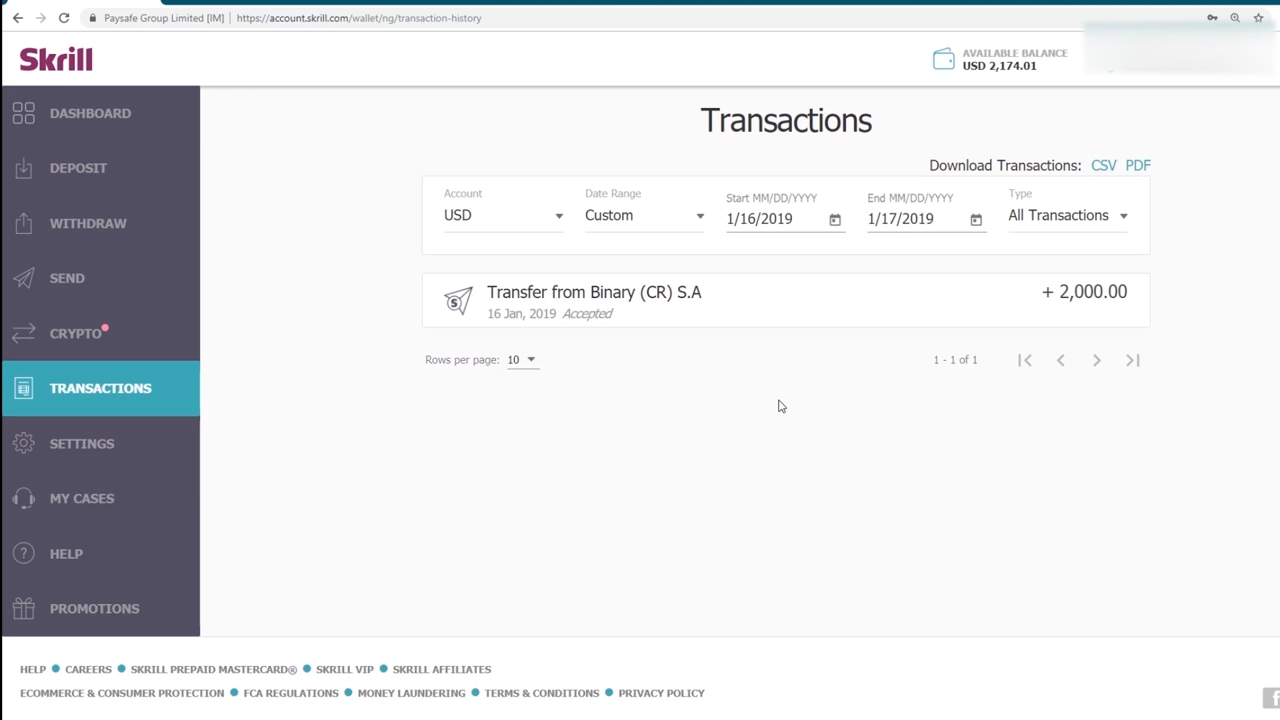 Paysafe Group Limited [IM] | https://account.skrill.com/wallet/ng/transaction-history
Skrill
AVAILABLE BALANCE
USD 2,174.01
DASHBOARD
DEPOSIT
WITHDRAW
SEND
CRYPTO
TRANSACTIONS
SETTINGS
MY CASES
HELP
PROMOTIONS
Transactions
Download Transactions: CSV PDF
Account Date Range Start MM/DD/YYYY End MM/DD/YYYY Type
USD Custom 1/16/2019 1/17/2019 All Transactions
Transfer from Binary (CR) S.A + 2,000.00
16 Jan, 2019 Accepted
Rows per page: 10 1 - 1 of 1
HELP CAREERS SKRILL PREPAID MASTERCARD® SKRILL VIP SKRILL AFFILIATES
ECOMMERCE & CONSUMER PROTECTION FCA REGULATIONS MONEY LAUNDERING TERMS & CONDITIONS PRIVACY POLICY